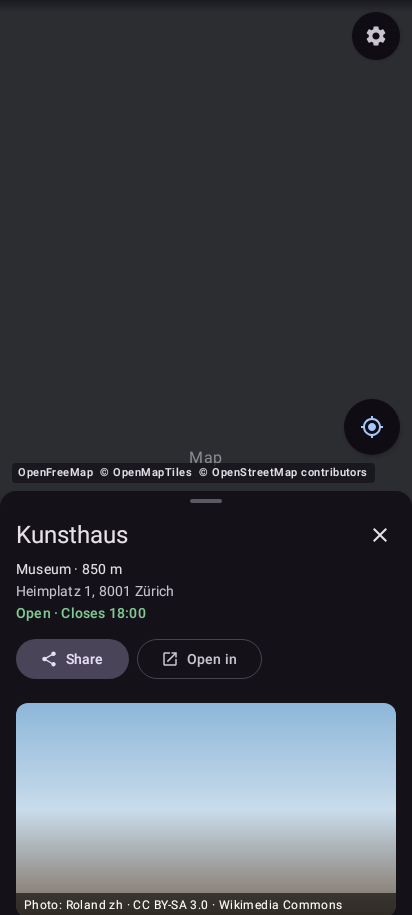 Map
OpenFreeMap © OpenMapTiles © OpenStreetMap contributors
Kunsthaus
Museum · 850 m
Heimplatz 1, 8001 Zürich
Open · Closes 18:00
Share
Open in
Photo: Roland zh · CC BY-SA 3.0 · Wikimedia Commons